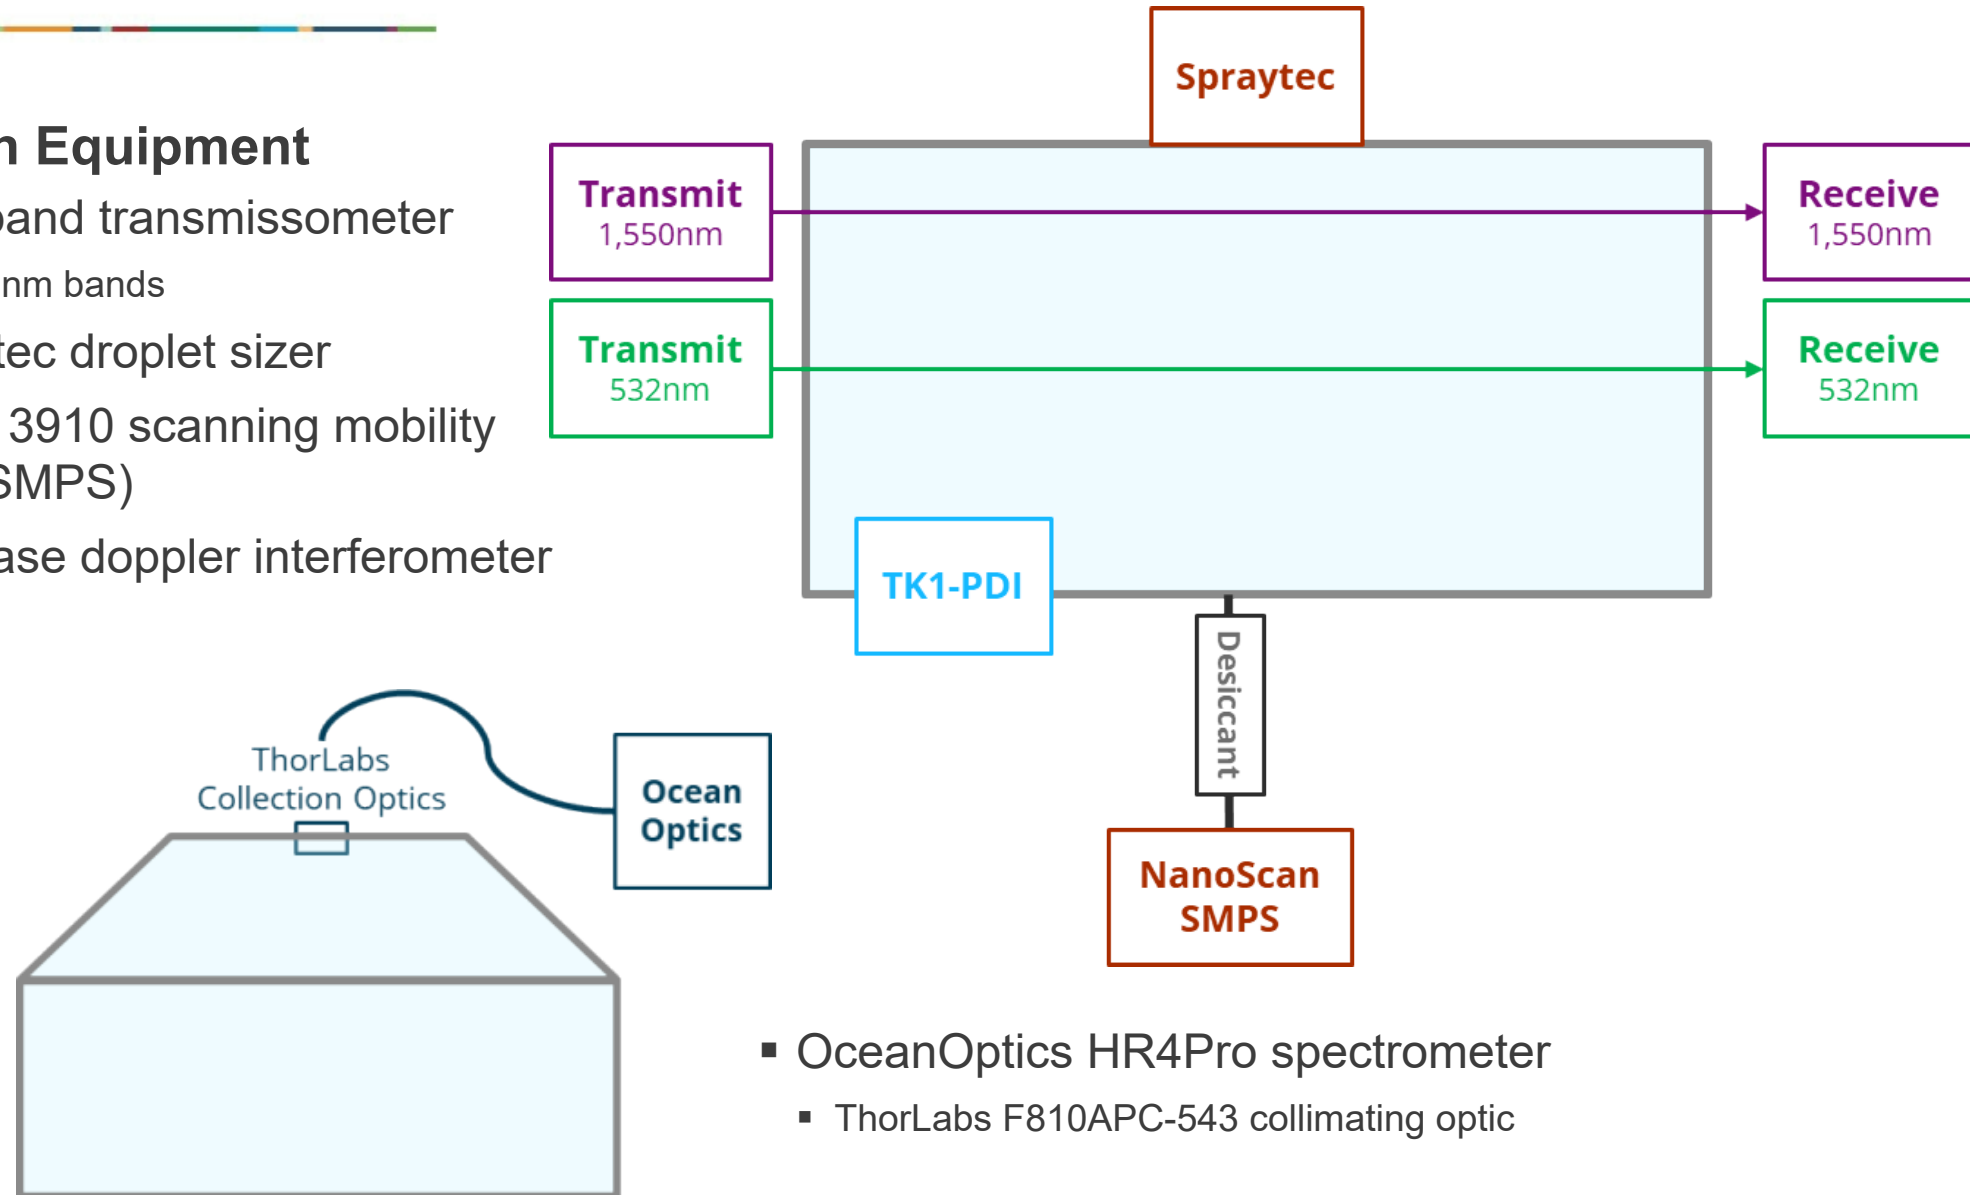 n Equipment
band transmissometer
nm bands
tec droplet sizer
3910 scanning mobility
SMPS)
ase doppler interferometer
Spraytec
Transmit
1,550nm
Receive
1,550nm
Transmit
532nm
Receive
532nm
TK1-PDI
Desiccant
NanoScan
SMPS
ThorLabs
Collection Optics
Ocean
Optics
▪ OceanOptics HR4Pro spectrometer
▪ ThorLabs F810APC-543 collimating optic